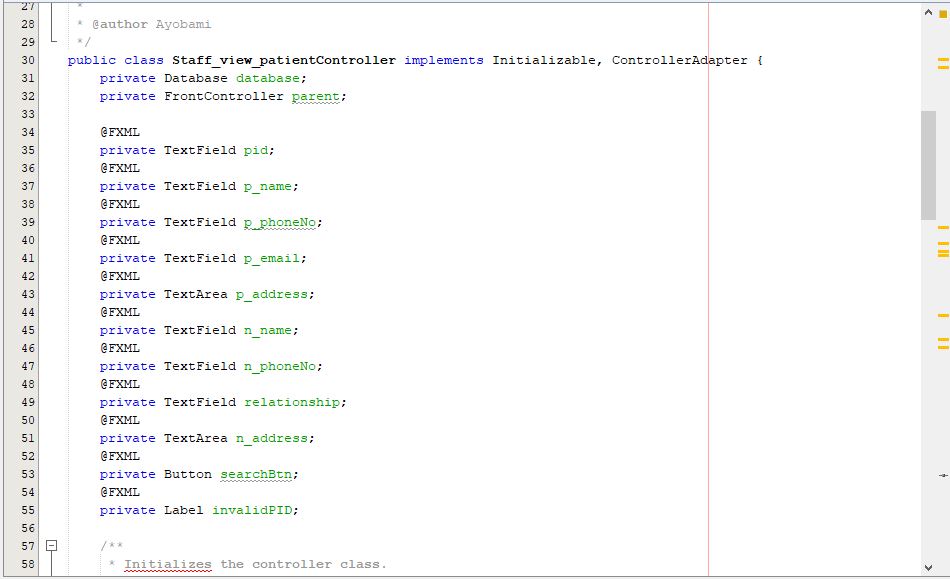 27 *
28 * @author Ayobami
29 */
30 public class Staff_view_patientController implements Initializable, ControllerAdapter {
31 private Database database;
32 private FrontController parent;
33
34 @FXML
35 private TextField pid;
36 @FXML
37 private TextField p_name;
38 @FXML
39 private TextField p_phoneNo;
40 @FXML
41 private TextField p_email;
42 @FXML
43 private TextArea p_address;
44 @FXML
45 private TextField n_name;
46 @FXML
47 private TextField n_phoneNo;
48 @FXML
49 private TextField relationship;
50 @FXML
51 private TextArea n_address;
52 @FXML
53 private Button searchBtn;
54 @FXML
55 private Label invalidPID;
56
57 /**
58 * Initializes the controller class.